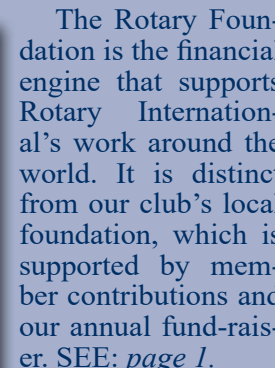 The Rotary Foun-
dation is the financial
engine that supports
Rotary Internation-
al’s work around the
world. It is distinct
from our club’s local
foundation, which is
supported by mem-
ber contributions and
our annual fund-rais-
er. SEE: page 1.